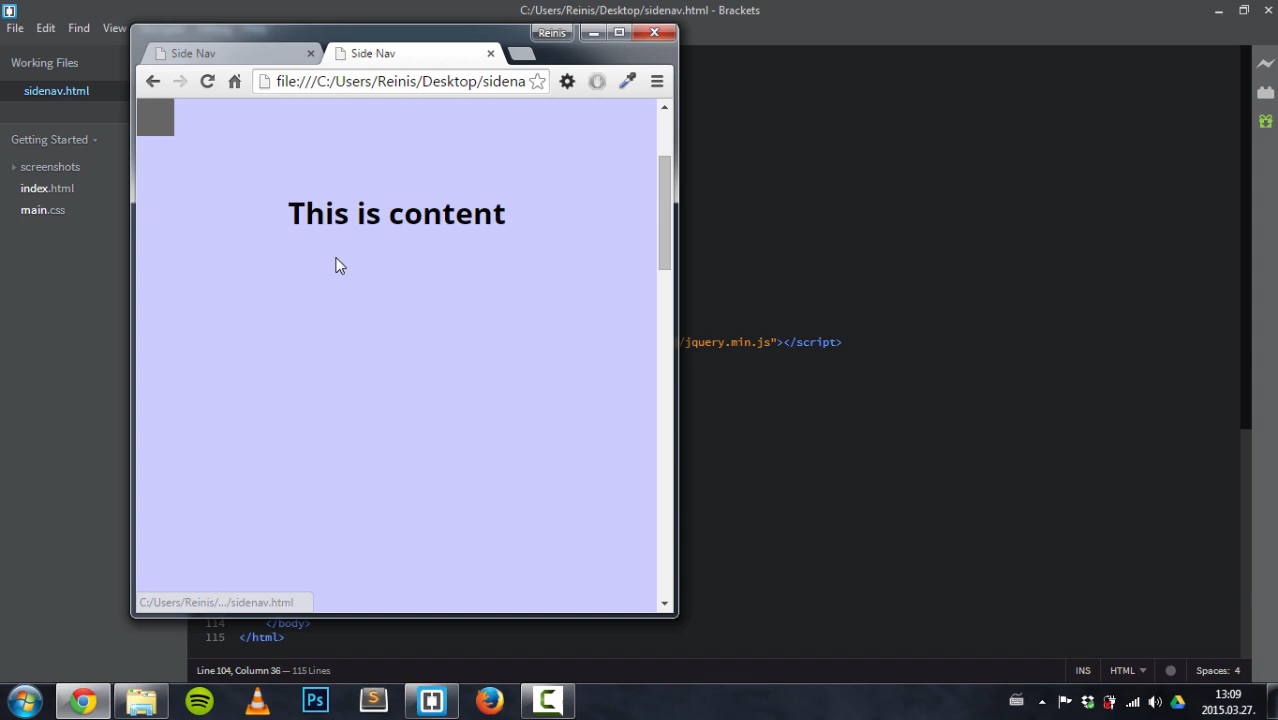 C:/Users/Reinis/Desktop/sidenav.html - Brackets
File Edit Find View
Reinis
Working Files
Side Nav
Side Nav
file:///C:/Users/Reinis/Desktop/sidena
sidenav.html
Getting Started
screenshots
index.html
main.css
This is content
/jquery.min.js"></script>
C:/Users/Reinis/.../sidenav.html
114 </body>
115 </html>
Line 104, Column 36 — 115 Lines
INS
HTML
Spaces: 4
Ps
S
C
13:09
2015.03.27.